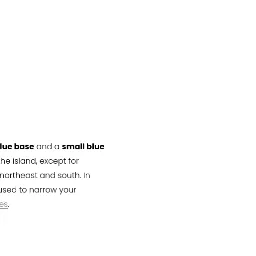 lue base and a small blue
he island, except for
northeast and south. In
used to narrow your
es.